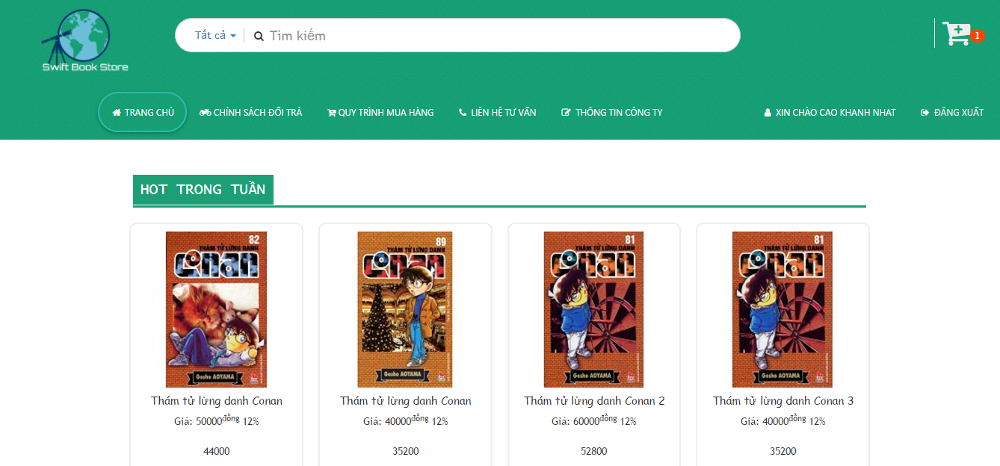 Swift Book Store
Tất cả
Tìm kiếm
1
TRANG CHỦ
CHÍNH SÁCH ĐỔI TRẢ
QUY TRÌNH MUA HÀNG
LIÊN HỆ TƯ VẤN
THÔNG TIN CÔNG TY
XIN CHÀO CAO KHANH NHAT
ĐĂNG XUẤT
HOT TRONG TUẦN
82
THÁM TỬ LỪNG DANH
Conan
Gosho AOYAMA
Thám tử lừng danh Conan
Giá: 50000đồng 12%
44000
89
THÁM TỬ LỪNG DANH
Conan
Gosho AOYAMA
Thám tử lừng danh Conan
Giá: 40000đồng 12%
35200
81
THÁM TỬ LỪNG DANH
Conan
Gosho AOYAMA
Thám tử lừng danh Conan 2
Giá: 60000đồng 12%
52800
81
THÁM TỬ LỪNG DANH
Conan
Gosho AOYAMA
Thám tử lừng danh Conan 3
Giá: 40000đồng 12%
35200